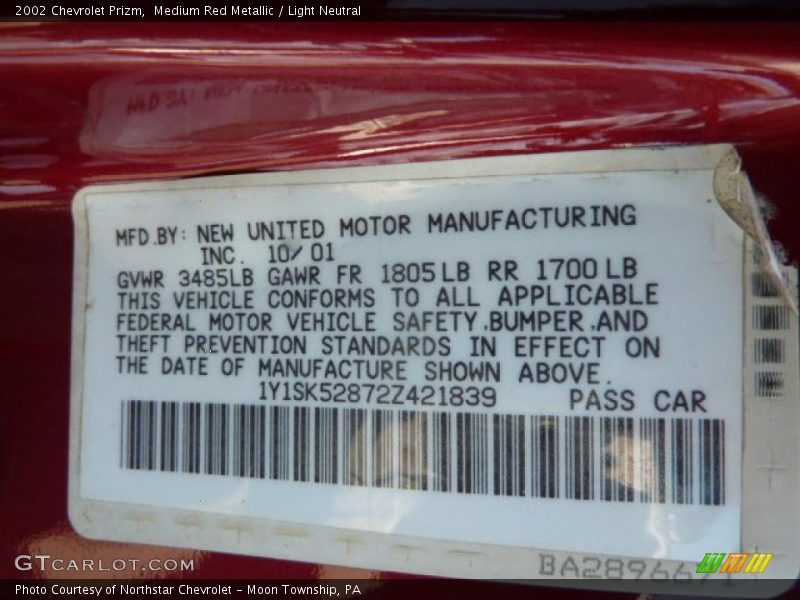 2002 Chevrolet Prizm, Medium Red Metallic / Light Neutral
MFD.BY: NEW UNITED MOTOR MANUFACTURING
INC. 10/01
GVWR 3485LB GAWR FR 1805LB RR 1700LB
THIS VEHICLE CONFORMS TO ALL APPLICABLE
FEDERAL MOTOR VEHICLE SAFETY,BUMPER,AND
THEFT PREVENTION STANDARDS IN EFFECT ON
THE DATE OF MANUFACTURE SHOWN ABOVE.
1Y1SK52872Z421839 PASS CAR
GTCARLOT.COM
Photo Courtesy of Northstar Chevrolet - Moon Township, PA